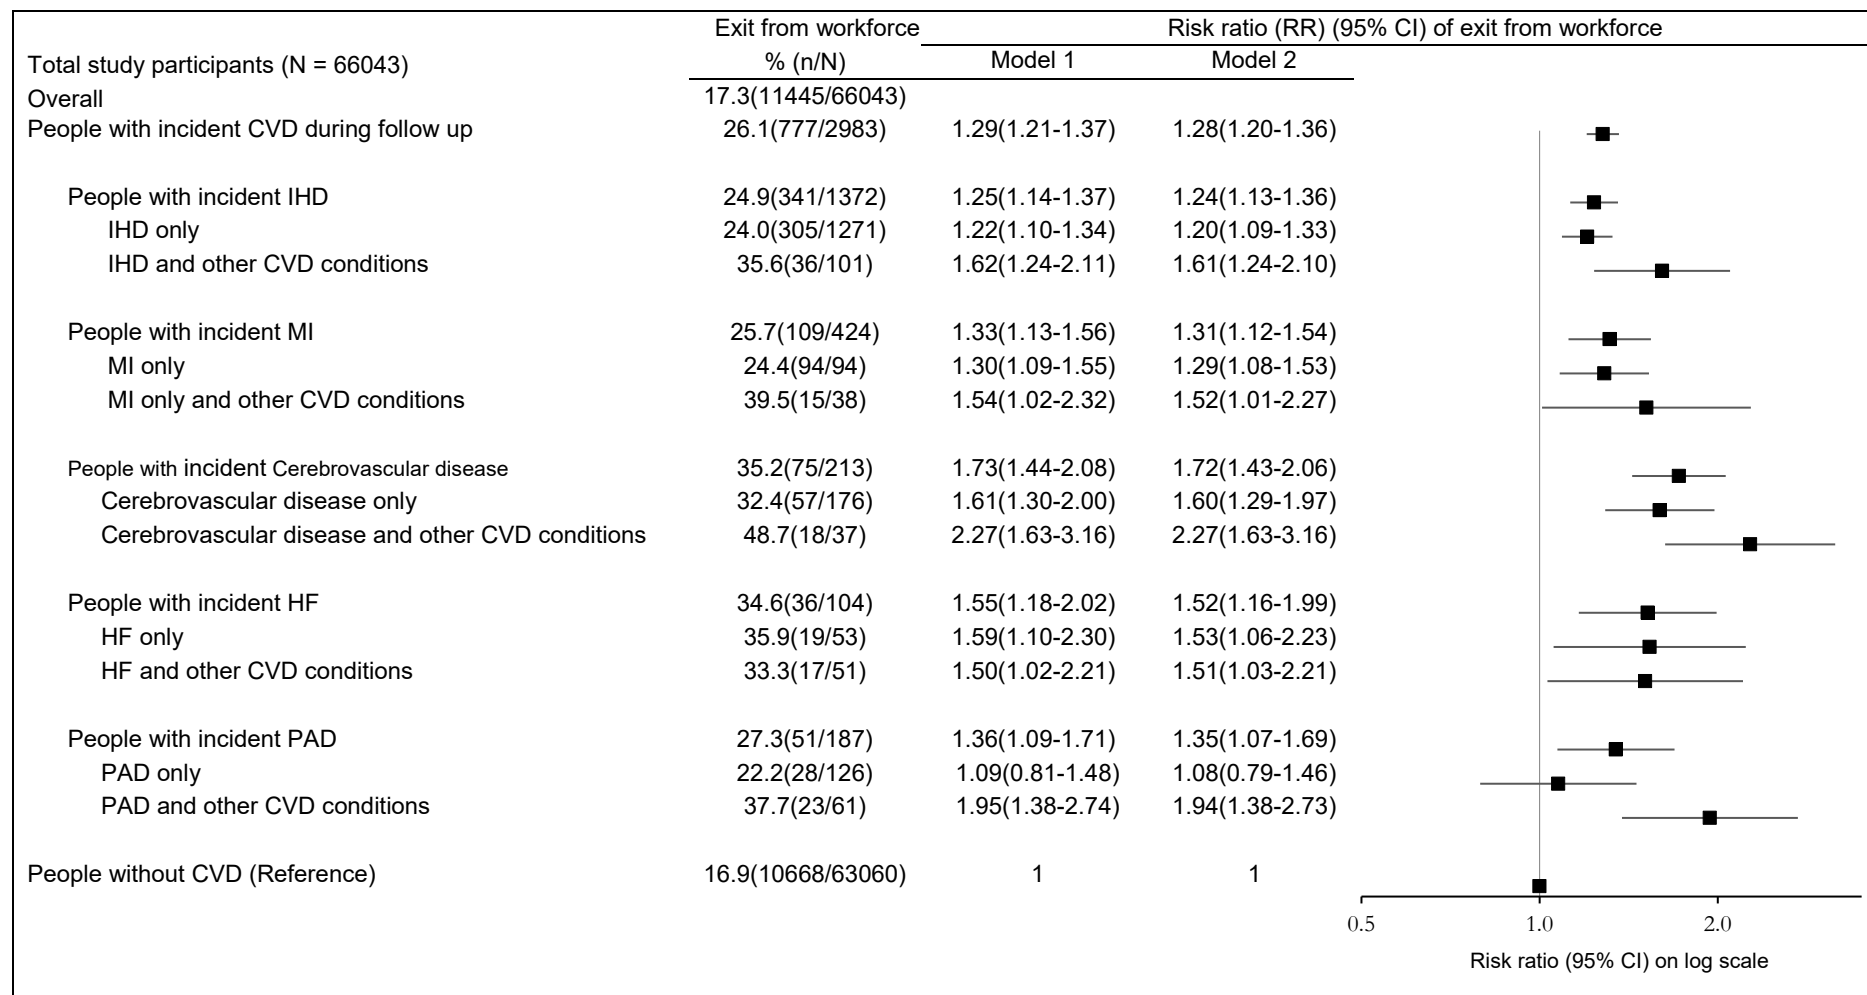 Exit from workforce Risk ratio (RR) (95% CI) of exit from workforce
Total study participants (N = 66043) % (n/N) Model 1 Model 2
Overall 17.3(11445/66043)
People with incident CVD during follow up 26.1(777/2983) 1.29(1.21-1.37) 1.28(1.20-1.36)
People with incident IHD 24.9(341/1372) 1.25(1.14-1.37) 1.24(1.13-1.36)
IHD only 24.0(305/1271) 1.22(1.10-1.34) 1.20(1.09-1.33)
IHD and other CVD conditions 35.6(36/101) 1.62(1.24-2.11) 1.61(1.24-2.10)
People with incident MI 25.7(109/424) 1.33(1.13-1.56) 1.31(1.12-1.54)
MI only 24.4(94/94) 1.30(1.09-1.55) 1.29(1.08-1.53)
MI only and other CVD conditions 39.5(15/38) 1.54(1.02-2.32) 1.52(1.01-2.27)
People with incident Cerebrovascular disease 35.2(75/213) 1.73(1.44-2.08) 1.72(1.43-2.06)
Cerebrovascular disease only 32.4(57/176) 1.61(1.30-2.00) 1.60(1.29-1.97)
Cerebrovascular disease and other CVD conditions 48.7(18/37) 2.27(1.63-3.16) 2.27(1.63-3.16)
People with incident HF 34.6(36/104) 1.55(1.18-2.02) 1.52(1.16-1.99)
HF only 35.9(19/53) 1.59(1.10-2.30) 1.53(1.06-2.23)
HF and other CVD conditions 33.3(17/51) 1.50(1.02-2.21) 1.51(1.03-2.21)
People with incident PAD 27.3(51/187) 1.36(1.09-1.71) 1.35(1.07-1.69)
PAD only 22.2(28/126) 1.09(0.81-1.48) 1.08(0.79-1.46)
PAD and other CVD conditions 37.7(23/61) 1.95(1.38-2.74) 1.94(1.38-2.73)
People without CVD (Reference) 16.9(10668/63060) 1 1
0.5 1.0 2.0
Risk ratio (95% CI) on log scale